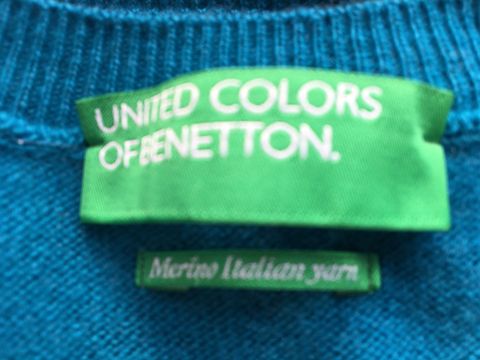 UNITED COLORS
OF BENETTON.
Merino Italian yarn